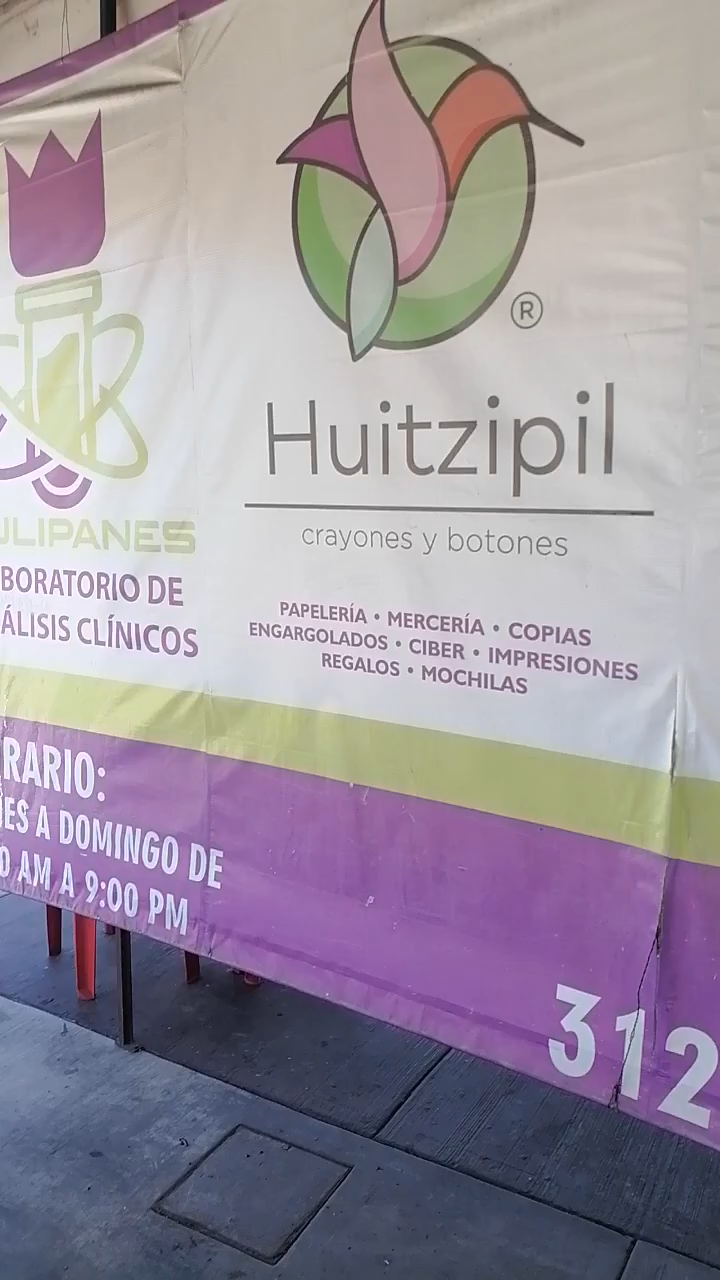 ULIPANES
BORATORIO DE
ÁLISIS CLÍNICOS
®
Huitzipil
crayones y botones
PAPELERÍA • MERCERÍA • COPIAS
ENGARGOLADOS • CIBER • IMPRESIONES
REGALOS • MOCHILAS
RARIO:
ES A DOMINGO DE
0 AM A 9:00 PM
312